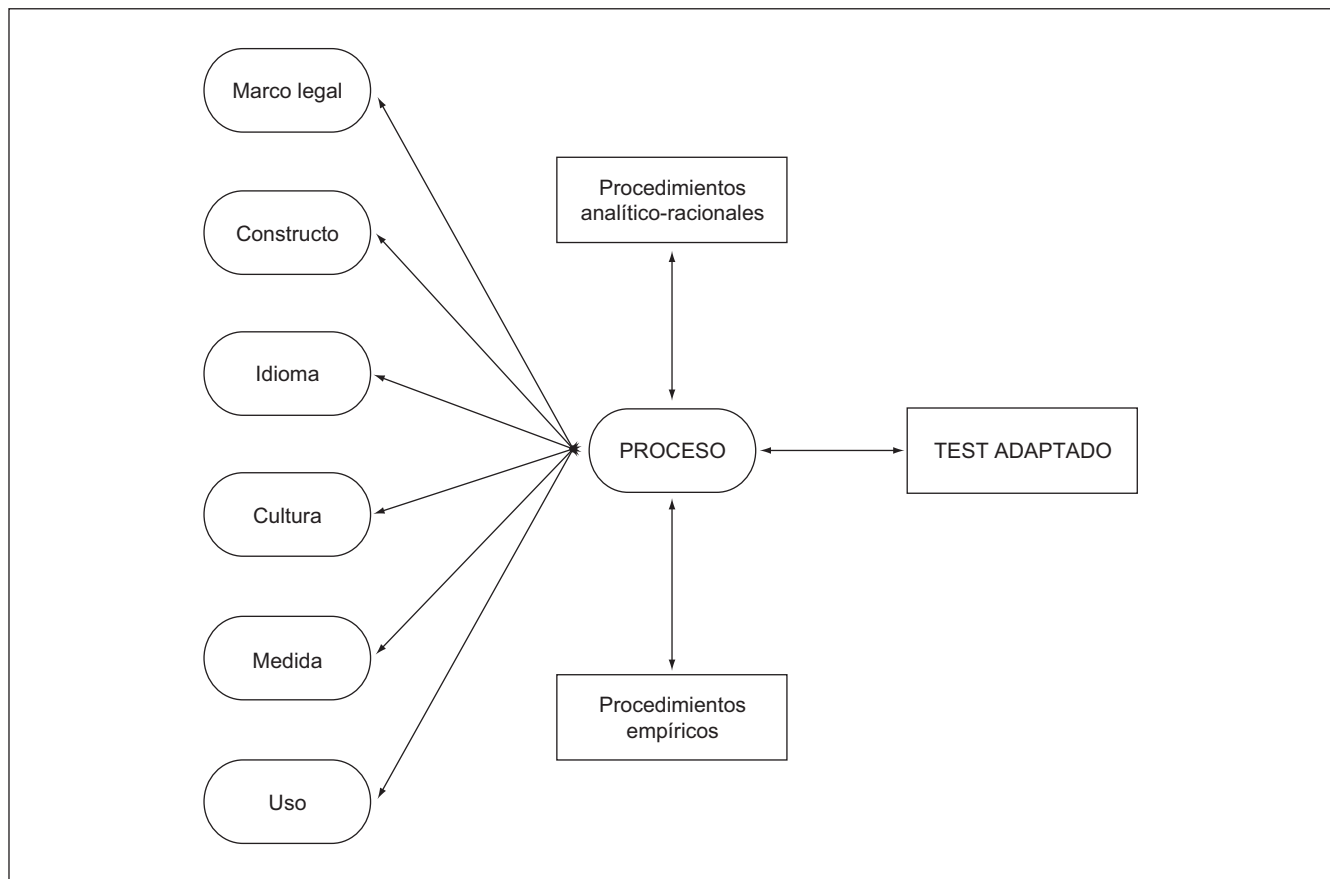 Marco legal
Constructo
Idioma
Cultura
Medida
Uso
Procedimientos
analítico-racionales
PROCESO
Procedimientos
empíricos
TEST ADAPTADO